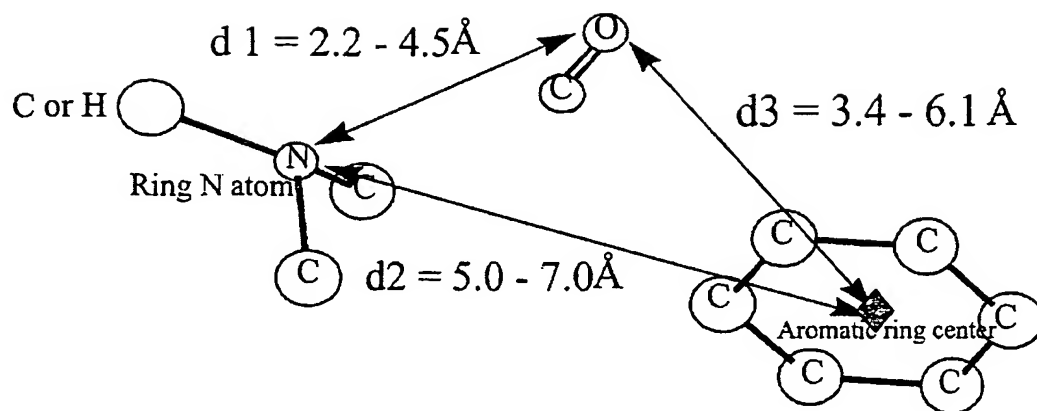 d 1 = 2.2 - 4.5Å
O
C
C or H
d3 = 3.4 - 6.1 Å
N
Ring N atom
C
C
d2 = 5.0 - 7.0Å
C
C
C
C
Aromatic ring center
C
C